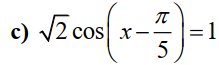 c) √2 cos(x − π/5) = 1